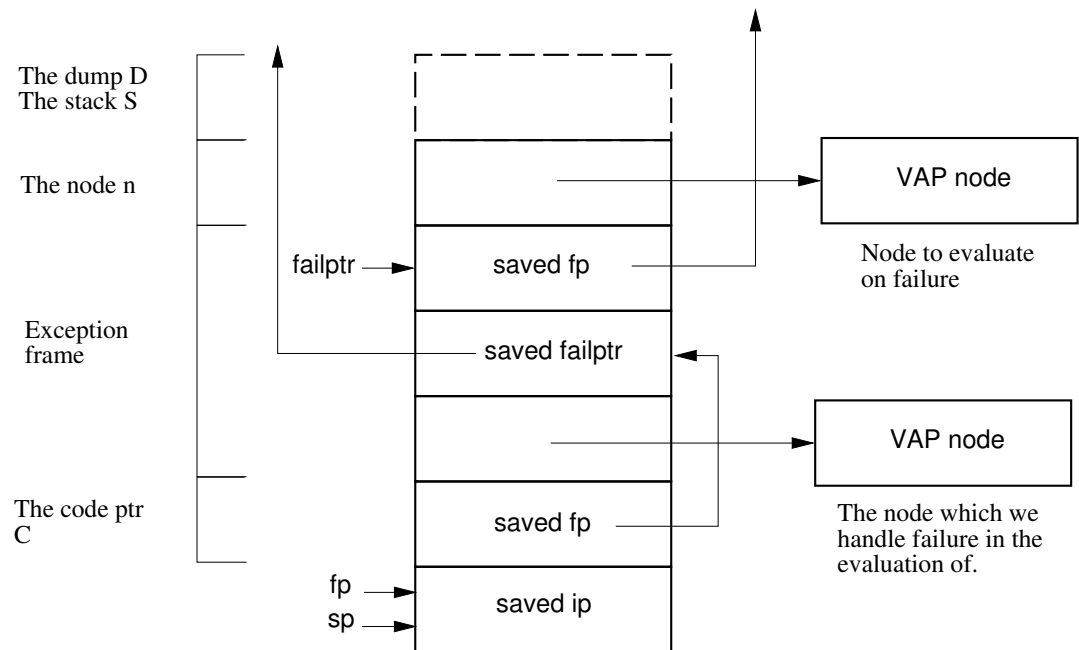 The dump D
The stack S
The node n
VAP node
Node to evaluate
on failure
failptr
saved fp
Exception
frame
saved failptr
VAP node
The code ptr
C
saved fp
The node which we
handle failure in the
evaluation of.
fp
sp
saved ip